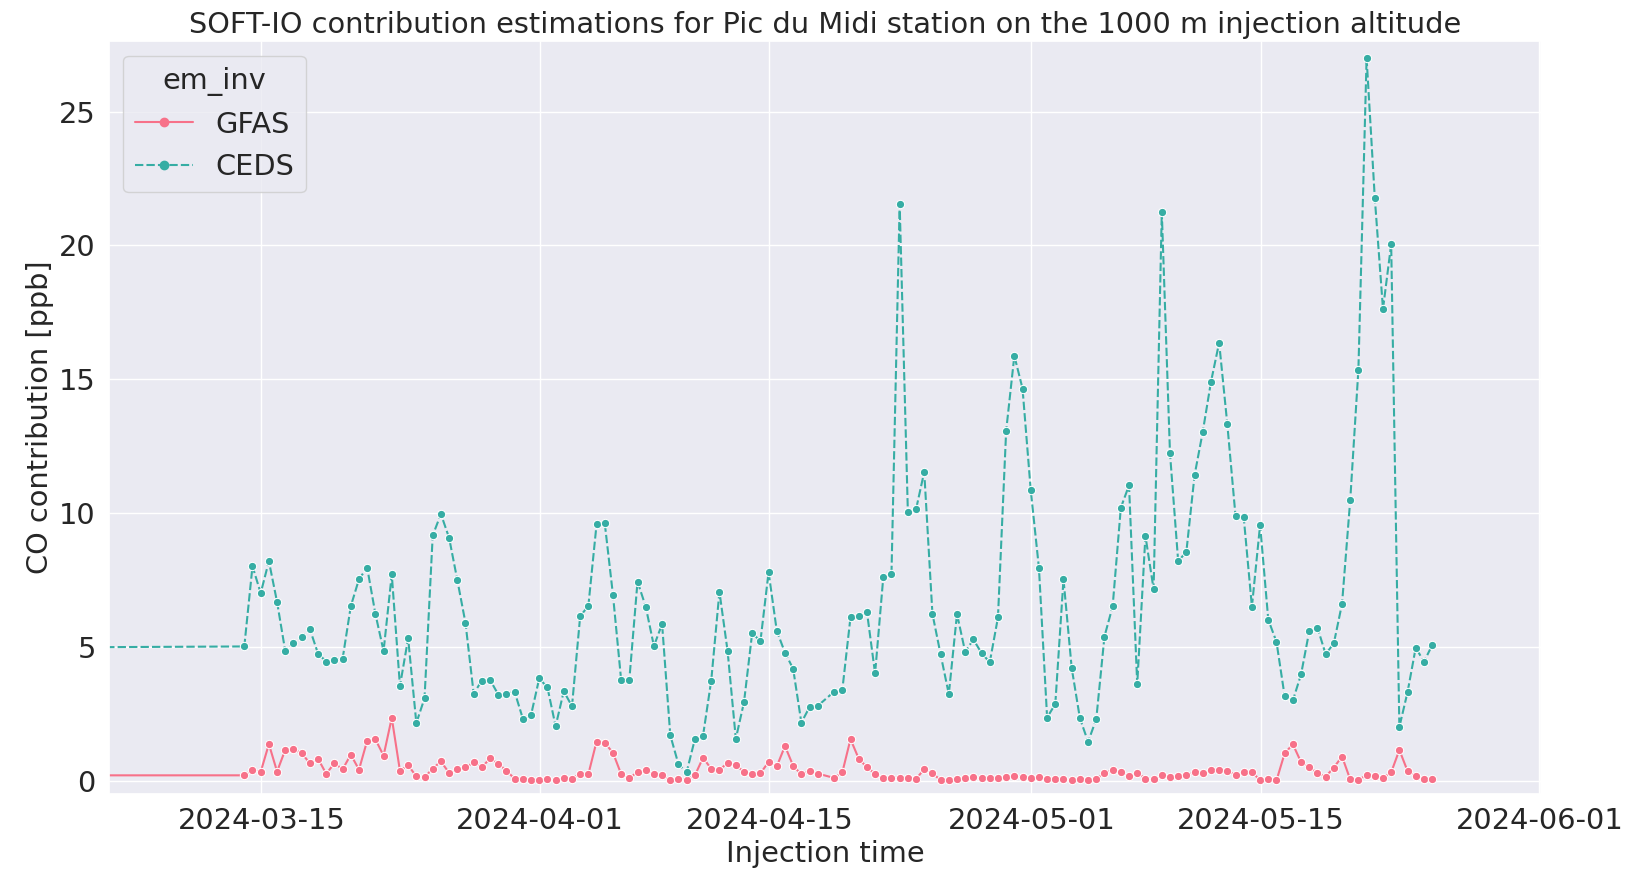 SOFT-IO contribution estimations for Pic du Midi station on the 1000 m injection altitude
em_inv
GFAS
CEDS
CO contribution [ppb]
25
20
15
10
5
0
2024-03-15
2024-04-01
2024-04-15
2024-05-01
2024-05-15
2024-06-01
Injection time